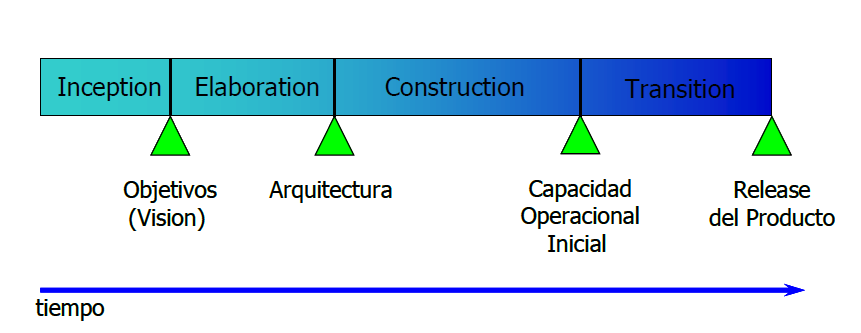 Inception
Elaboration
Construction
Transition
Objetivos
(Vision)
Arquitectura
Capacidad
Operacional
Inicial
Release
del Producto
tiempo